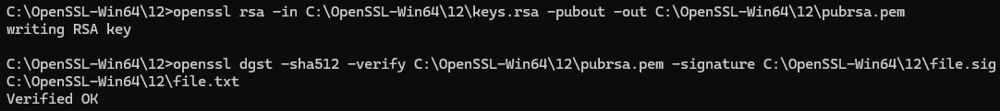 C:\OpenSSL-Win64\12>openssl rsa -in C:\OpenSSL-Win64\12\keys.rsa -pubout -out C:\OpenSSL-Win64\12\pubrsa.pem
writing RSA key
C:\OpenSSL-Win64\12>openssl dgst -sha512 -verify C:\OpenSSL-Win64\12\pubrsa.pem -signature C:\OpenSSL-Win64\12\file.sig
C:\OpenSSL-Win64\12\file.txt
Verified OK